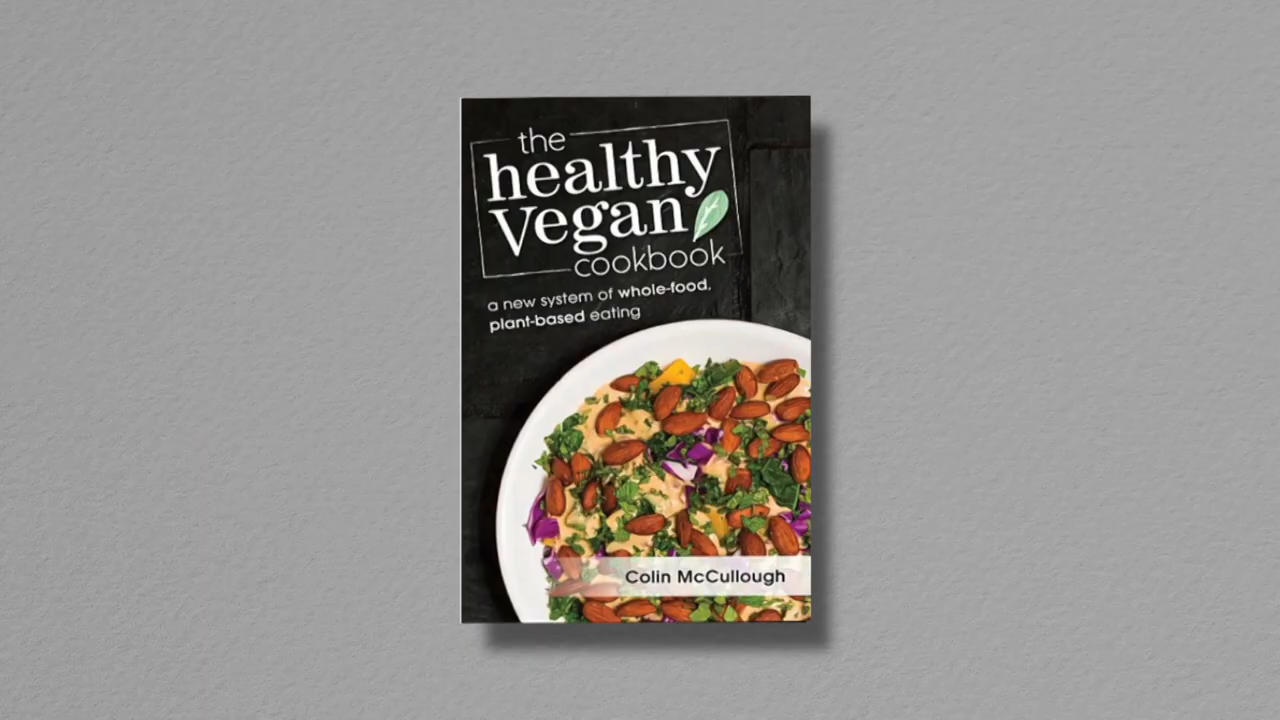 the
healthy
Vegan
cookbook
a new system of whole-food,
plant-based eating
Colin McCullough